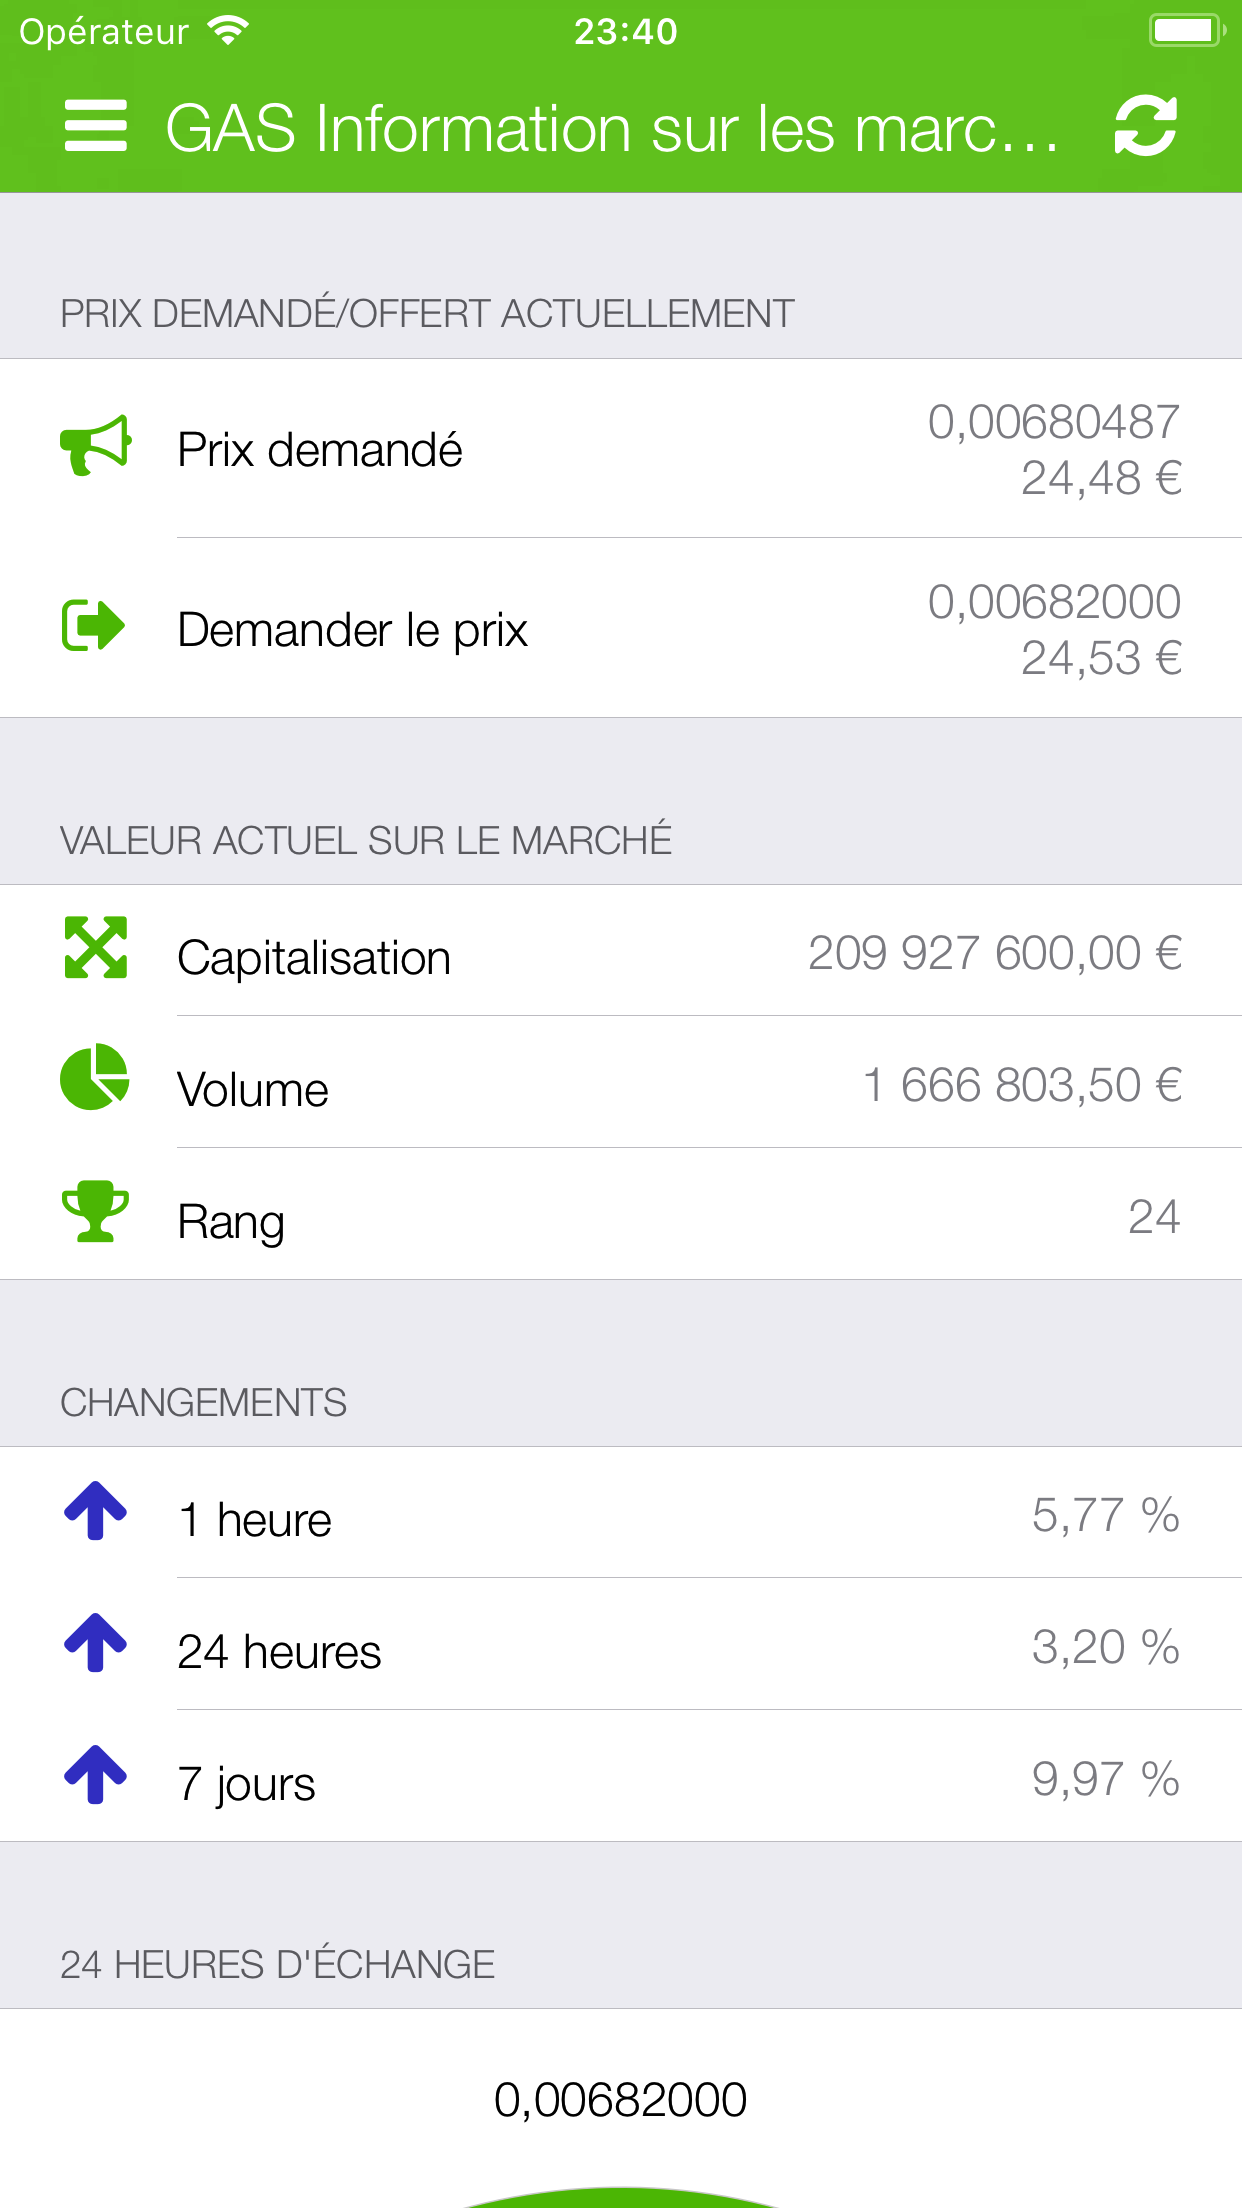 Opérateur 23:40
GAS Information sur les marc...
PRIX DEMANDÉ/OFFERT ACTUELLEMENT
Prix demandé
0,00680487
24,48 €
Demander le prix
0,00682000
24,53 €
VALEUR ACTUEL SUR LE MARCHÉ
Capitalisation 209 927 600,00 €
Volume 1 666 803,50 €
Rang 24
CHANGEMENTS
1 heure 5,77 %
24 heures 3,20 %
7 jours 9,97 %
24 HEURES D'ÉCHANGE
0,00682000